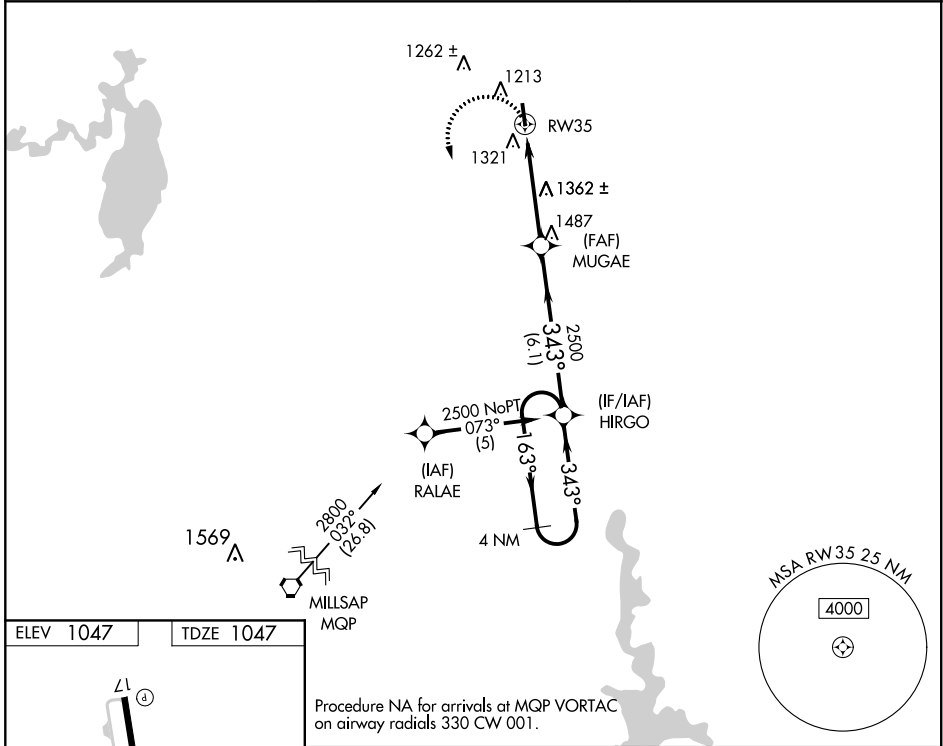 1262 ±
1213
RW35
1321
1362 ±
1487
(FAF)
MUGAE
2500
343°
(6.1)
(IF/IAF)
HIRGO
2500 NoPT
073°
(5)
(IAF)
RALAE
163°
343°
4 NM
2800
032°
(26.8)
1569
MILLSAP
MQP
MSA RW35 25 NM
4000
ELEV 1047
TDZE 1047
17
P
Procedure NA for arrivals at MQP VORTAC
on airway radials 330 CW 001.